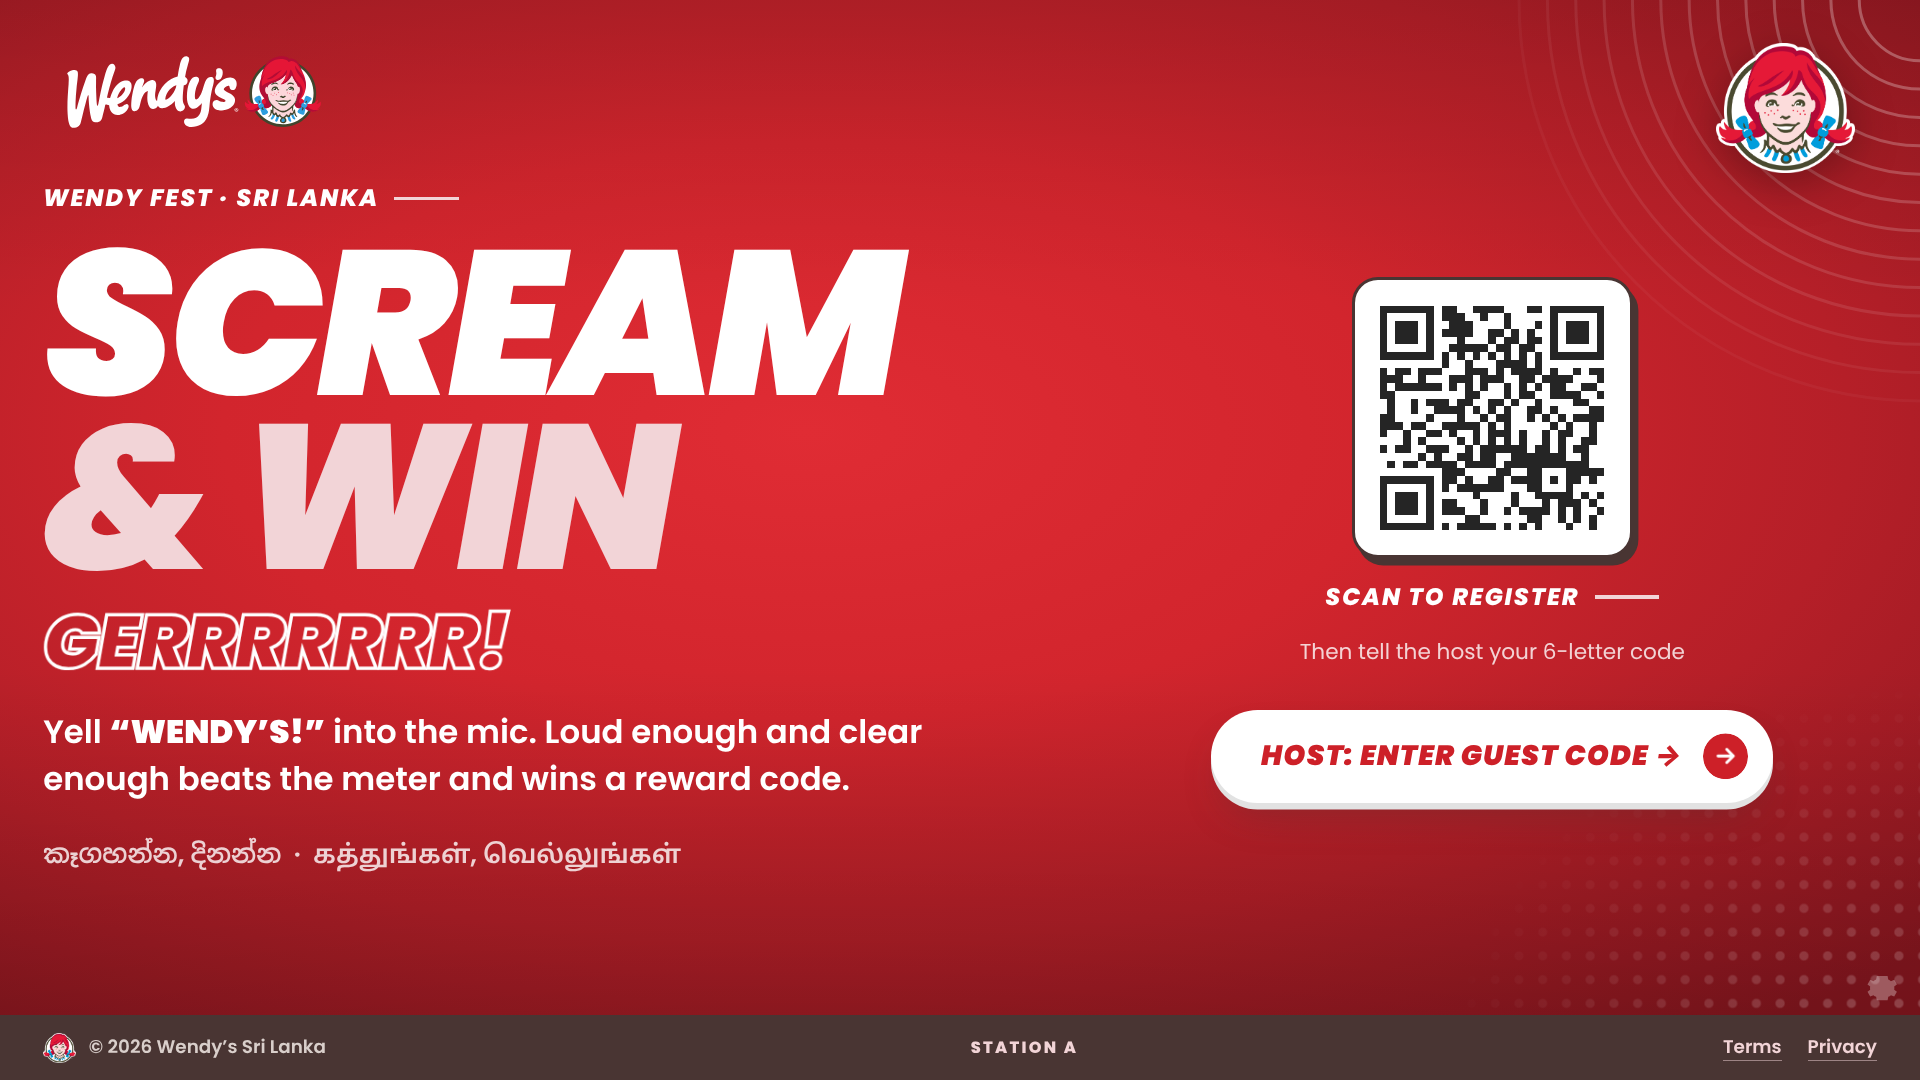 Wendy's
WENDY FEST · SRI LANKA
SCREAM
& WIN
GERRRRRRR!
Yell “WENDY’S!” into the mic. Loud enough and clear
enough beats the meter and wins a reward code.
කෑගහන්න, දිනන්න · கத்துங்கள், வெல்லுங்கள்
SCAN TO REGISTER
Then tell the host your 6-letter code
HOST: ENTER GUEST CODE →
© 2026 Wendy’s Sri Lanka
STATION A
Terms Privacy